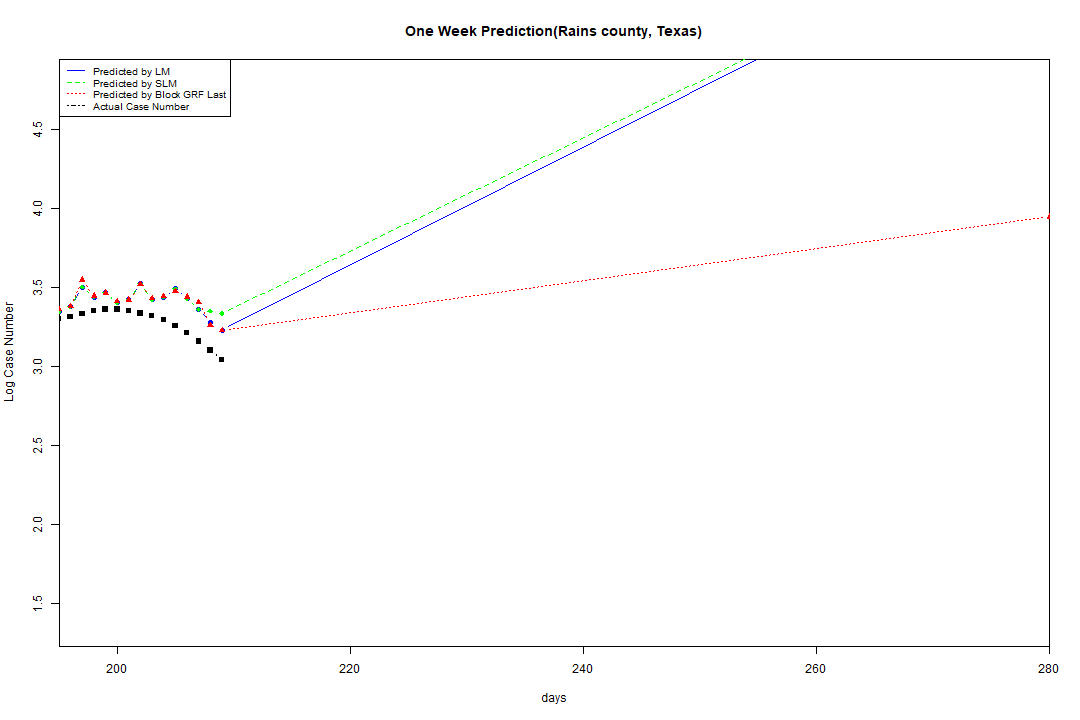 One Week Prediction(Rains county, Texas)
Predicted by LM
Predicted by SLM
Predicted by Block GRF Last
Actual Case Number
4.5
4.0
3.5
3.0
2.5
2.0
1.5
Log Case Number
200
220
240
260
280
days